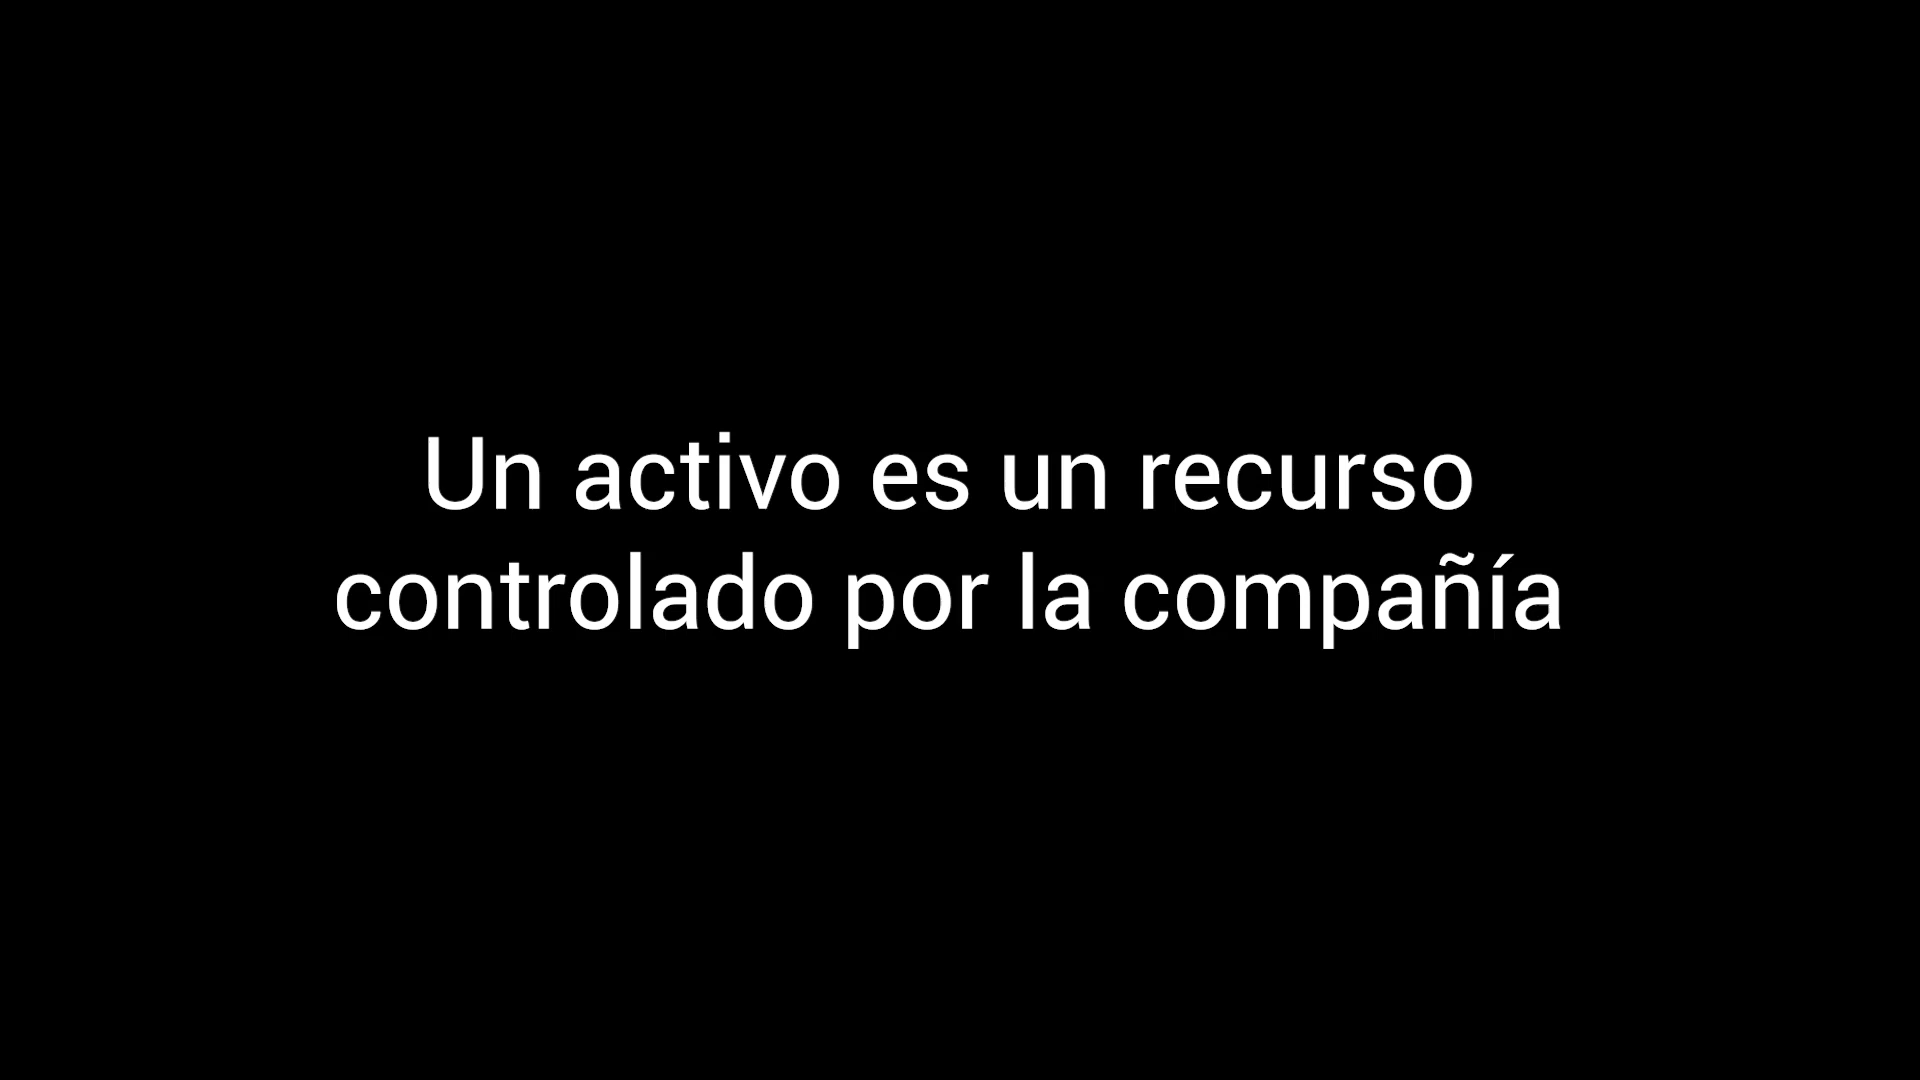 Un activo es un recurso
controlado por la compañía